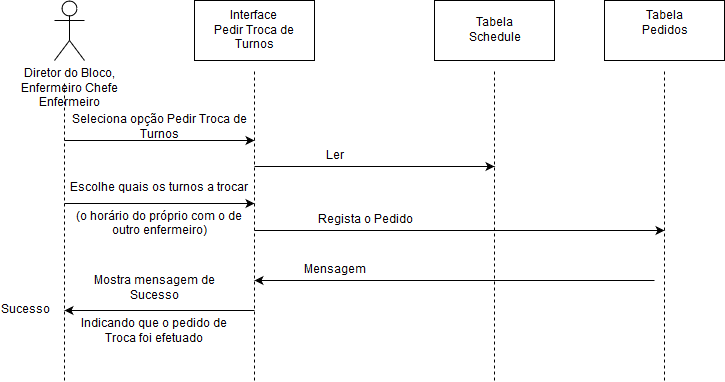 Interface
Pedir Troca de
Turnos
Tabela
Schedule
Tabela
Pedidos
Diretor do Bloco,
Enfermeiro Chefe
Enfermeiro
Seleciona opção Pedir Troca de
Turnos
Ler
Escolhe quais os turnos a trocar
(o horário do próprio com o de
outro enfermeiro)
Regista o Pedido
Mensagem
Mostra mensagem de
Sucesso
Sucesso
Indicando que o pedido de
Troca foi efetuado